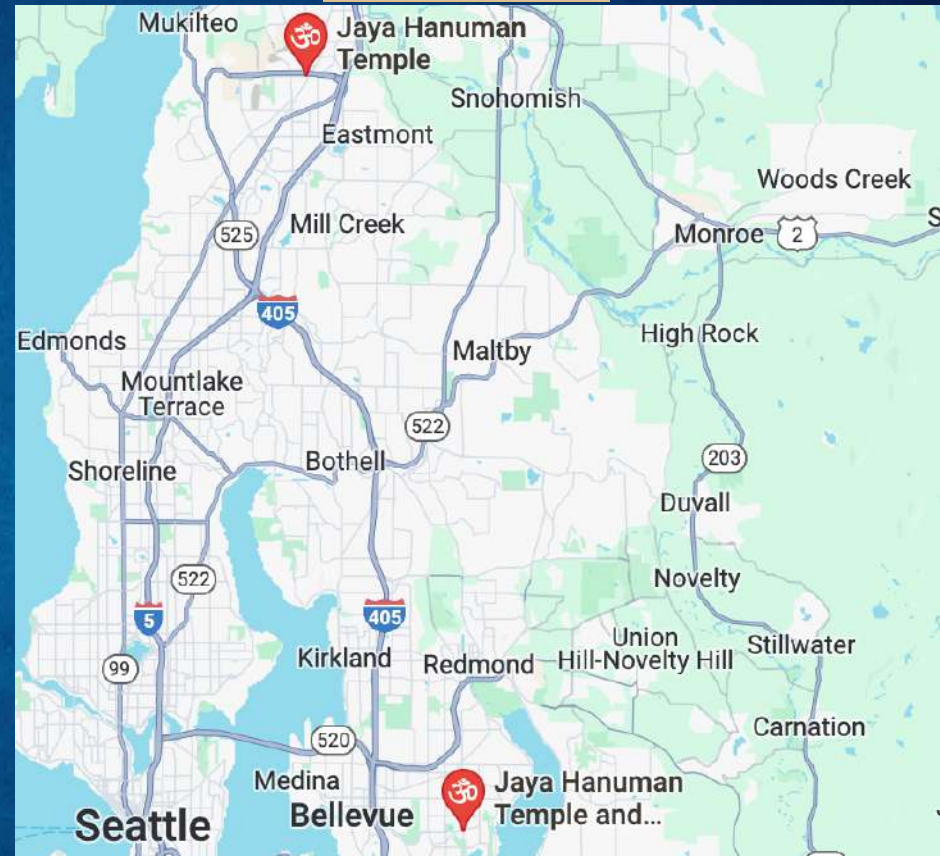 Mukilteo
ॐ
Jaya Hanuman
Temple
Snohomish
Eastmont
Woods Creek
525
Mill Creek
Monroe
2
S
405
Edmonds
High Rock
Maltby
Mountlake
Terrace
522
Shoreline
Bothell
203
Duvall
522
Novelty
5
405
Union
Hill-Novelty Hill
Stillwater
99
Kirkland
Redmond
Carnation
520
Medina
ॐ
Jaya Hanuman
Temple and...
Bellevue
Seattle